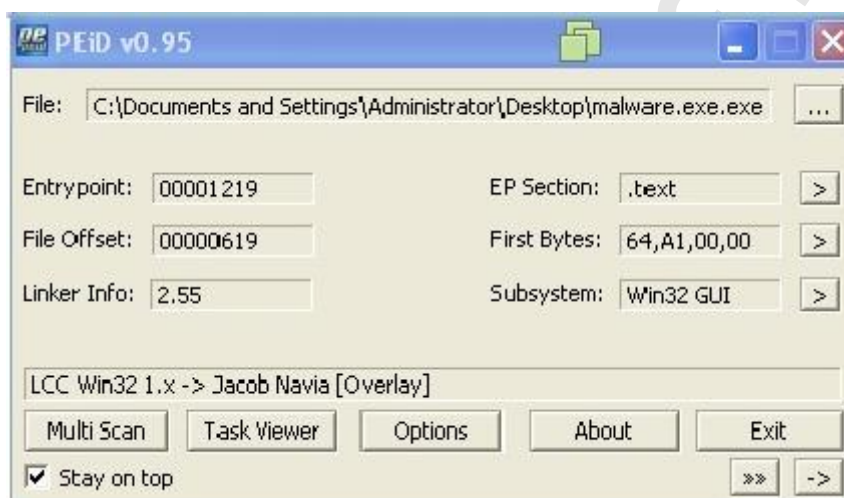 PEiD v0.95
File: C:\Documents and Settings\Administrator\Desktop\malware.exe.exe ...
Entrypoint: 00001219 EP Section: .text >
File Offset: 00000619 First Bytes: 64,A1,00,00 >
Linker Info: 2.55 Subsystem: Win32 GUI >
LCC Win32 1.x -> Jacob Navia [Overlay]
Multi Scan Task Viewer Options About Exit
Stay on top »» ->